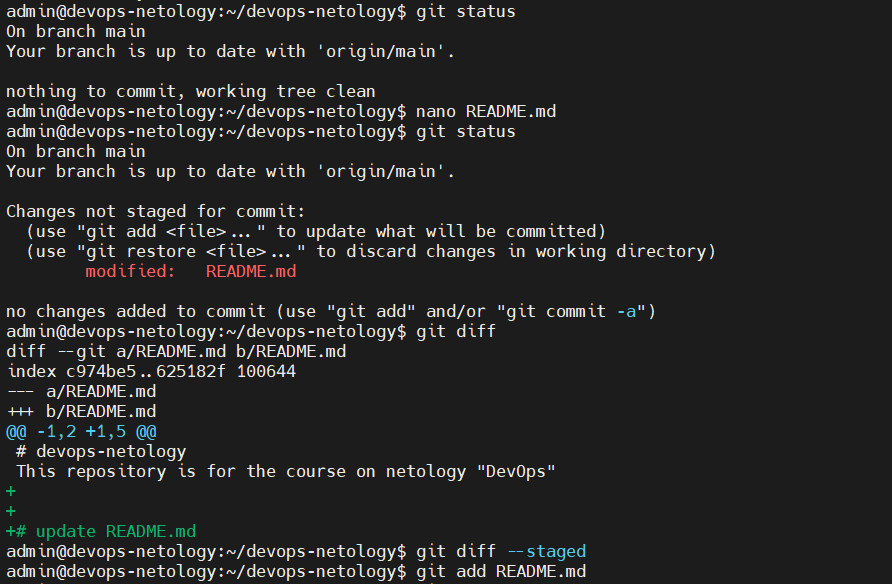 admin@devops-netology:~/devops-netology$ git status
On branch main
Your branch is up to date with 'origin/main'.
nothing to commit, working tree clean
admin@devops-netology:~/devops-netology$ nano README.md
admin@devops-netology:~/devops-netology$ git status
On branch main
Your branch is up to date with 'origin/main'.
Changes not staged for commit:
  (use "git add <file>..." to update what will be committed)
  (use "git restore <file>..." to discard changes in working directory)
        modified:   README.md
no changes added to commit (use "git add" and/or "git commit -a")
admin@devops-netology:~/devops-netology$ git diff
diff --git a/README.md b/README.md
index c974be5..625182f 100644
--- a/README.md
+++ b/README.md
@@ -1,2 +1,5 @@
 # devops-netology
 This repository is for the course on netology "DevOps"
+
+
+# update README.md
admin@devops-netology:~/devops-netology$ git diff --staged
admin@devops-netology:~/devops-netology$ git add README.md